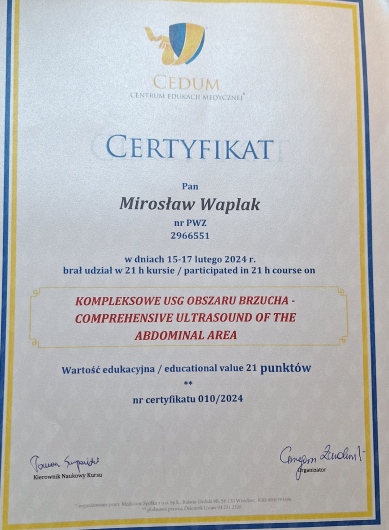 CEDUM
CENTRUM EDUKACJI MEDYCZNEJ
CERTYFIKAT
Pan
Mirosław Waplak
nr PWZ
2966551
w dniach 15-17 lutego 2024 r.
brał udział w 21 h kursie / participated in 21 h course on
KOMPLEKSOWE USG OBSZARU BRZUCHA -
COMPREHENSIVE ULTRASOUND OF THE
ABDOMINAL AREA
Wartość edukacyjna / educational value 21 punktów
**
nr certyfikatu 010/2024
Kierownik Naukowy Kursu
Organizator